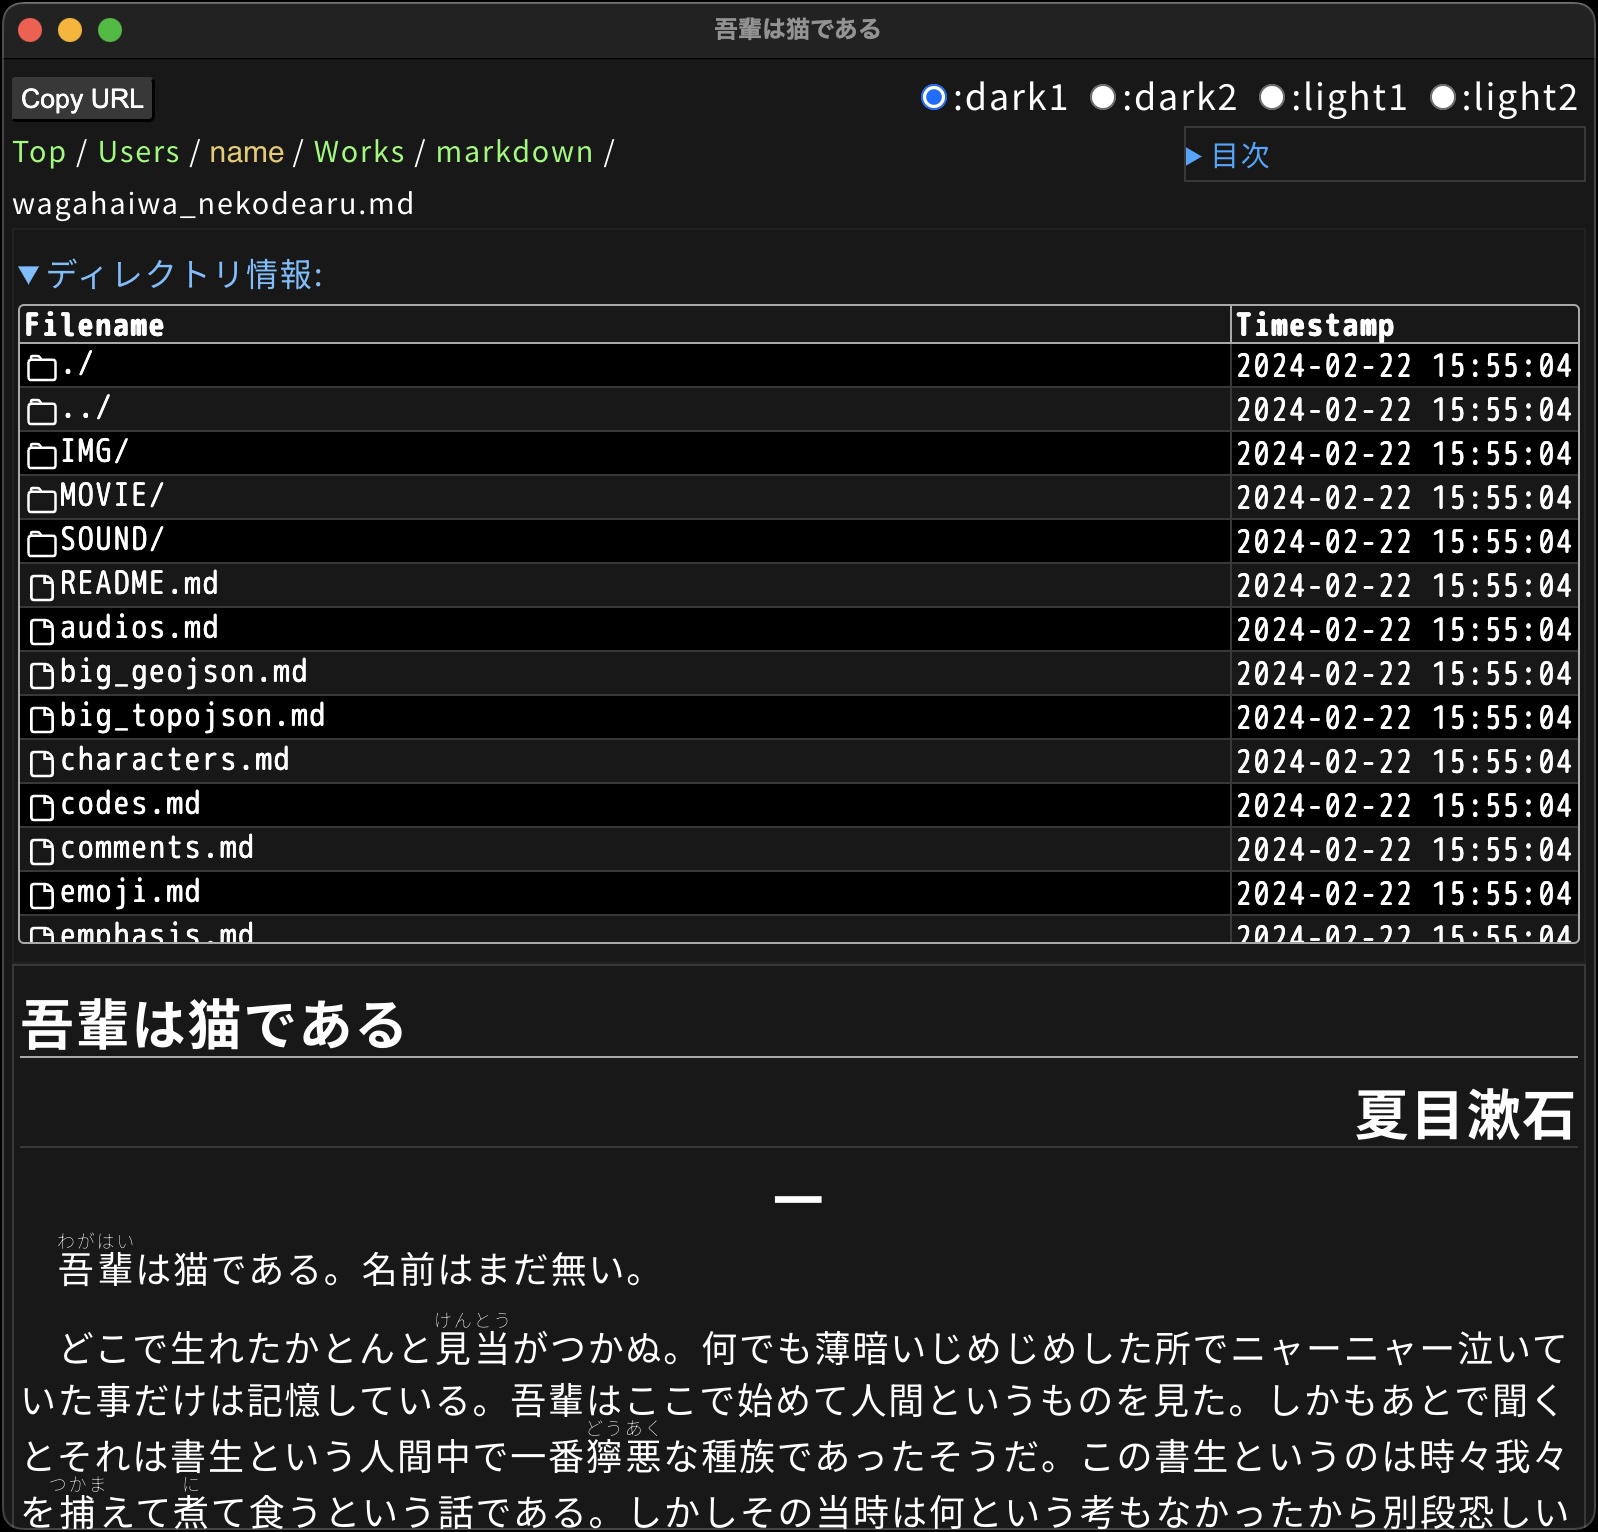 吾輩は猫である
Copy URL
:dark1 :dark2 :light1 :light2
Top / Users / name / Works / markdown /
wagahaiwa_nekodearu.md
▶目次
▼ディレクトリ情報:
Filename Timestamp
./ 2024-02-22 15:55:04
../ 2024-02-22 15:55:04
IMG/ 2024-02-22 15:55:04
MOVIE/ 2024-02-22 15:55:04
SOUND/ 2024-02-22 15:55:04
README.md 2024-02-22 15:55:04
audios.md 2024-02-22 15:55:04
big_geojson.md 2024-02-22 15:55:04
big_topojson.md 2024-02-22 15:55:04
characters.md 2024-02-22 15:55:04
codes.md 2024-02-22 15:55:04
comments.md 2024-02-22 15:55:04
emoji.md 2024-02-22 15:55:04
emphasis.md 2024-02-22 15:55:04
吾輩は猫である
夏目漱石
一
わがはい
吾輩は猫である。名前はまだ無い。
けんとう
どこで生れたかとんと見当がつかぬ。何でも薄暗いじめじめした所でニャーニャー泣いて
いた事だけは記憶している。吾輩はここで始めて人間というものを見た。しかもあとで聞く
どうあく
とそれは書生という人間中で一番獰悪な種族であったそうだ。この書生というのは時々我々
つかま に
を捕えて煮て食うという話である。しかしその当時は何という考もなかったから別段恐しい